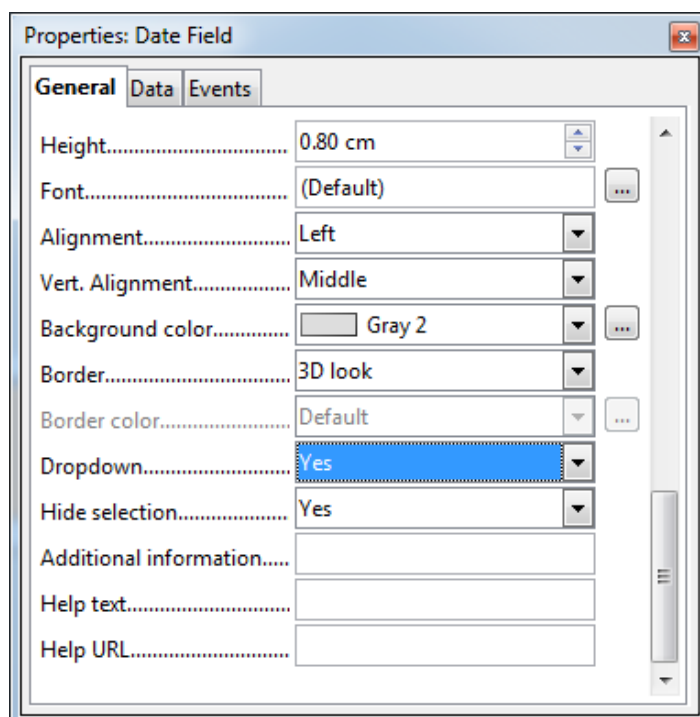 Properties: Date Field
General Data Events
Height................................ 0.80 cm
Font.................................... (Default) ...
Alignment....................... Left
Vert. Alignment................. Middle
Background color............. Gray 2 ...
Border................................. 3D look
Border color....................... Default ...
Dropdown.......................... Yes
Hide selection................... Yes
Additional information.....
Help text.............................
Help URL............................